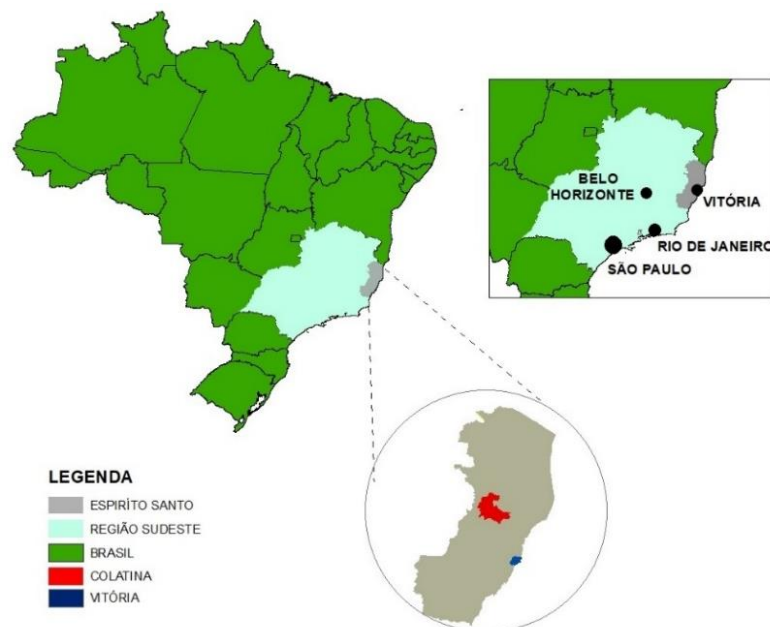 BELO
HORIZONTE
VITÓRIA
RIO DE JANEIRO
SÃO PAULO
LEGENDA
ESPIRÍTO SANTO
REGIÃO SUDESTE
BRASIL
COLATINA
VITÓRIA